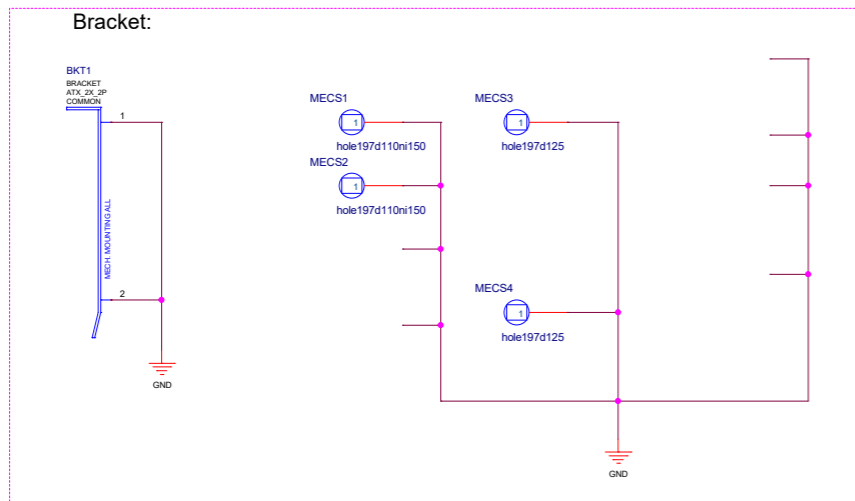 Bracket:
BKT1
BRACKET
ATX_2X_2P
COMMON
1
2
MECH. MOUNTING ALL
GND
MECS1
1
hole197d110ni150
MECS2
1
hole197d110ni150
MECS3
1
hole197d125
MECS4
1
hole197d125
GND